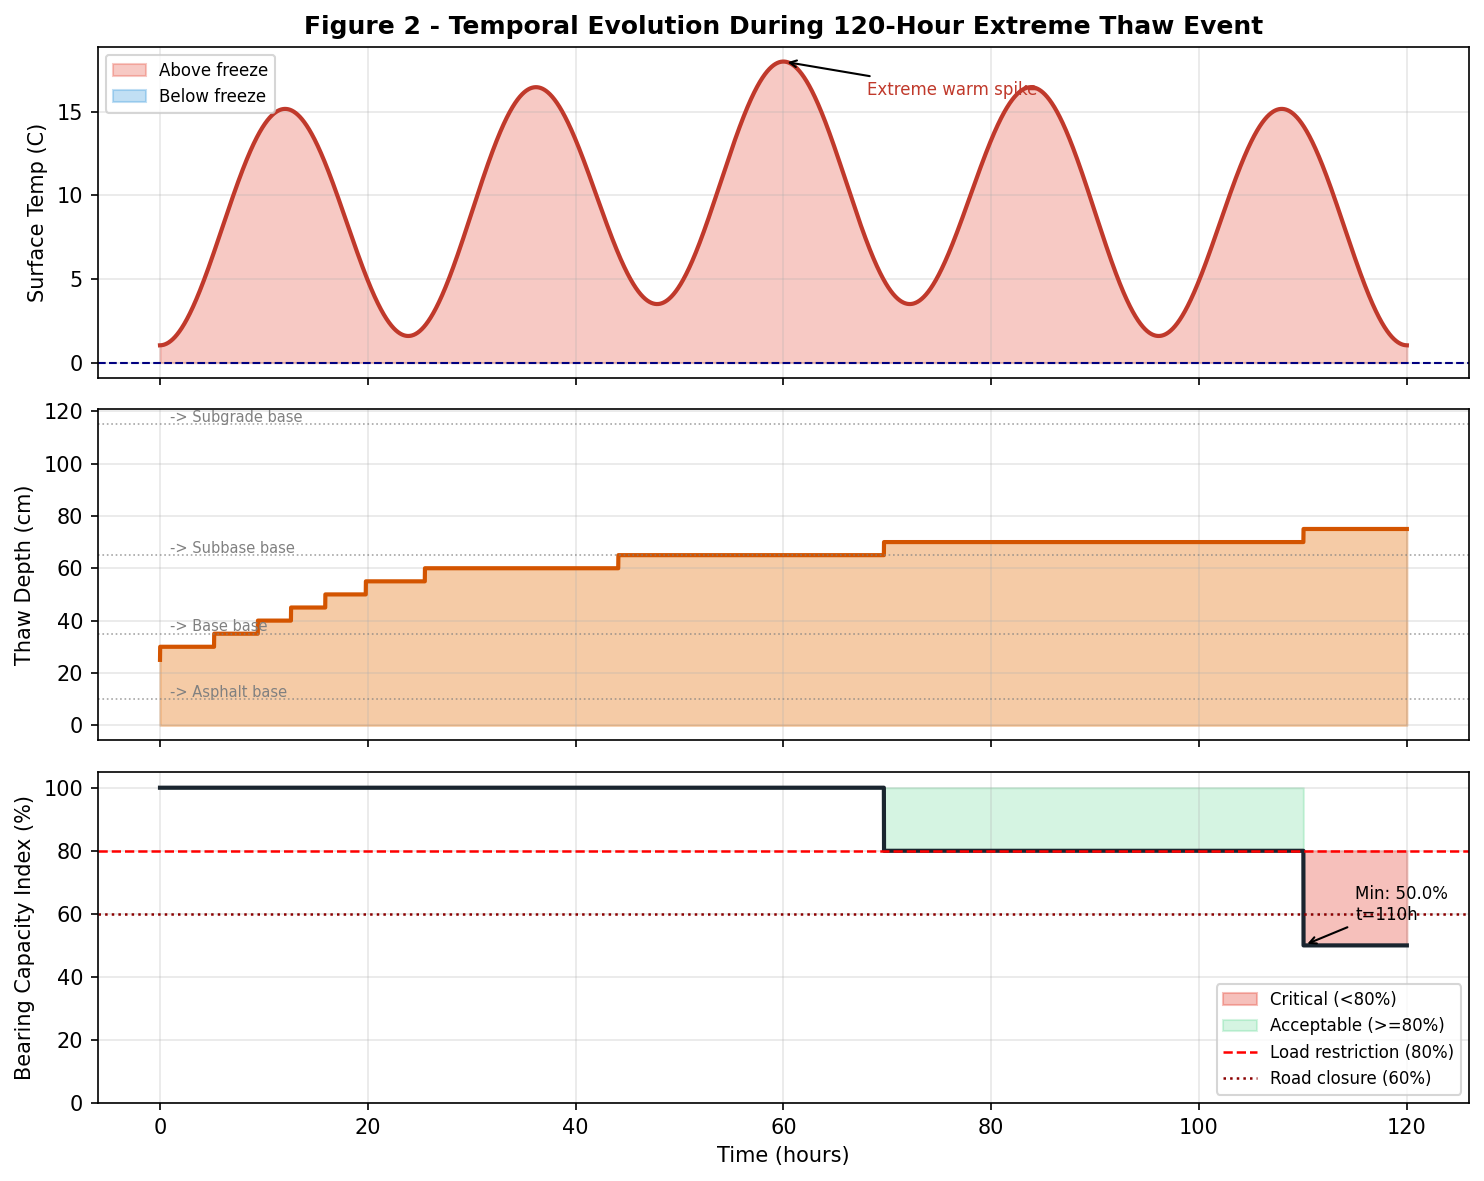 Figure 2 - Temporal Evolution During 120-Hour Extreme Thaw Event
Above freeze
Below freeze
Extreme warm spike
Surface Temp (C)
15
10
5
0
-> Subgrade base
-> Subbase base
-> Base base
-> Asphalt base
Thaw Depth (cm)
120
100
80
60
40
20
0
Bearing Capacity Index (%)
100
80
60
40
20
0
Min: 50.0%
t=110h
Critical (<80%)
Acceptable (>=80%)
Load restriction (80%)
Road closure (60%)
0 20 40 60 80 100 120
Time (hours)